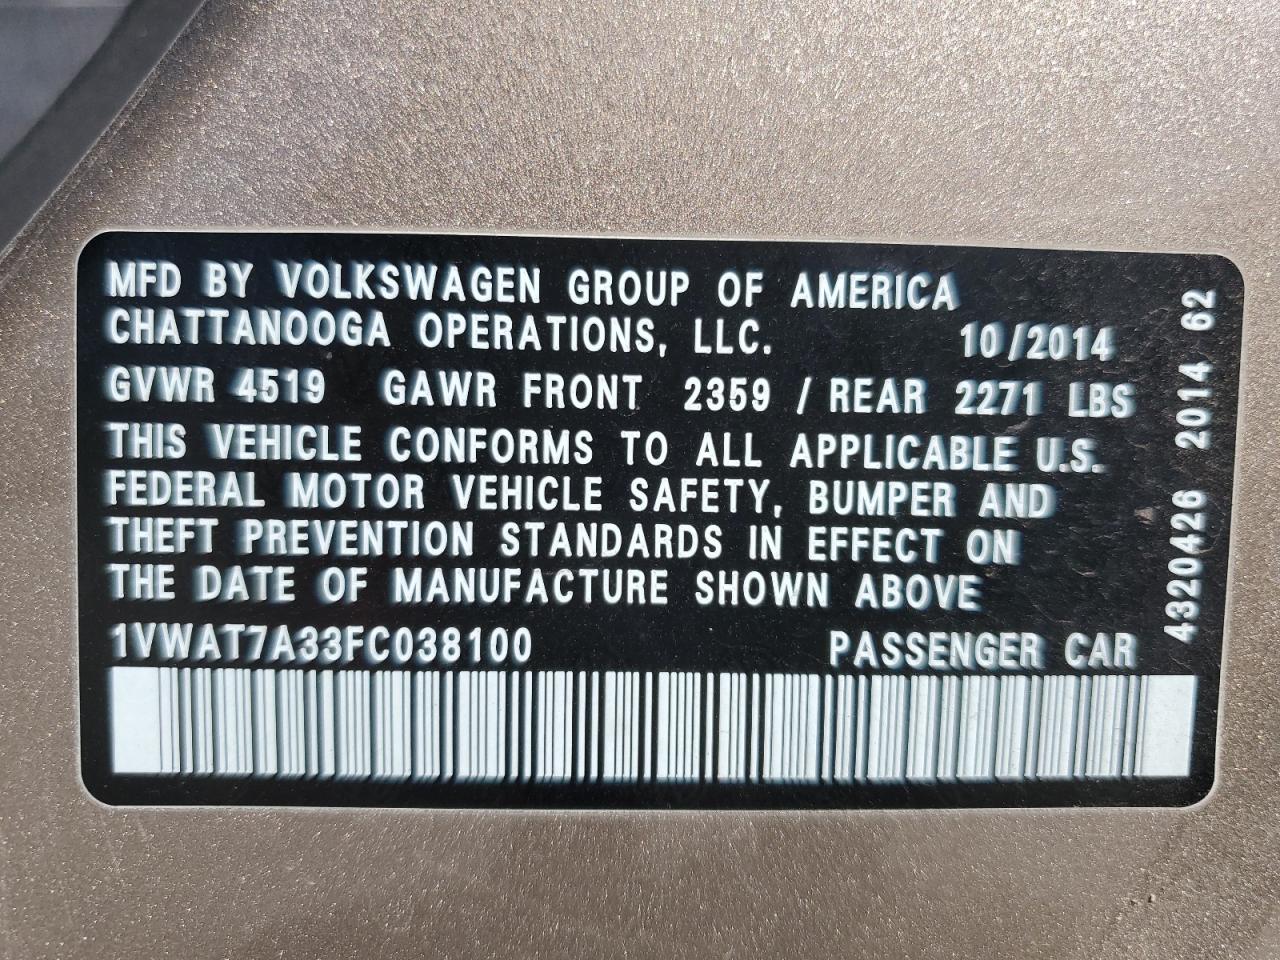 MFD BY VOLKSWAGEN GROUP OF AMERICA
CHATTANOOGA OPERATIONS, LLC. 10/2014
GVWR 4519 GAWR FRONT 2359 / REAR 2271 LBS
THIS VEHICLE CONFORMS TO ALL APPLICABLE U.S.
FEDERAL MOTOR VEHICLE SAFETY, BUMPER AND
THEFT PREVENTION STANDARDS IN EFFECT ON
THE DATE OF MANUFACTURE SHOWN ABOVE
1VWAT7A33FC038100 PASSENGER CAR
4320426 2014 62